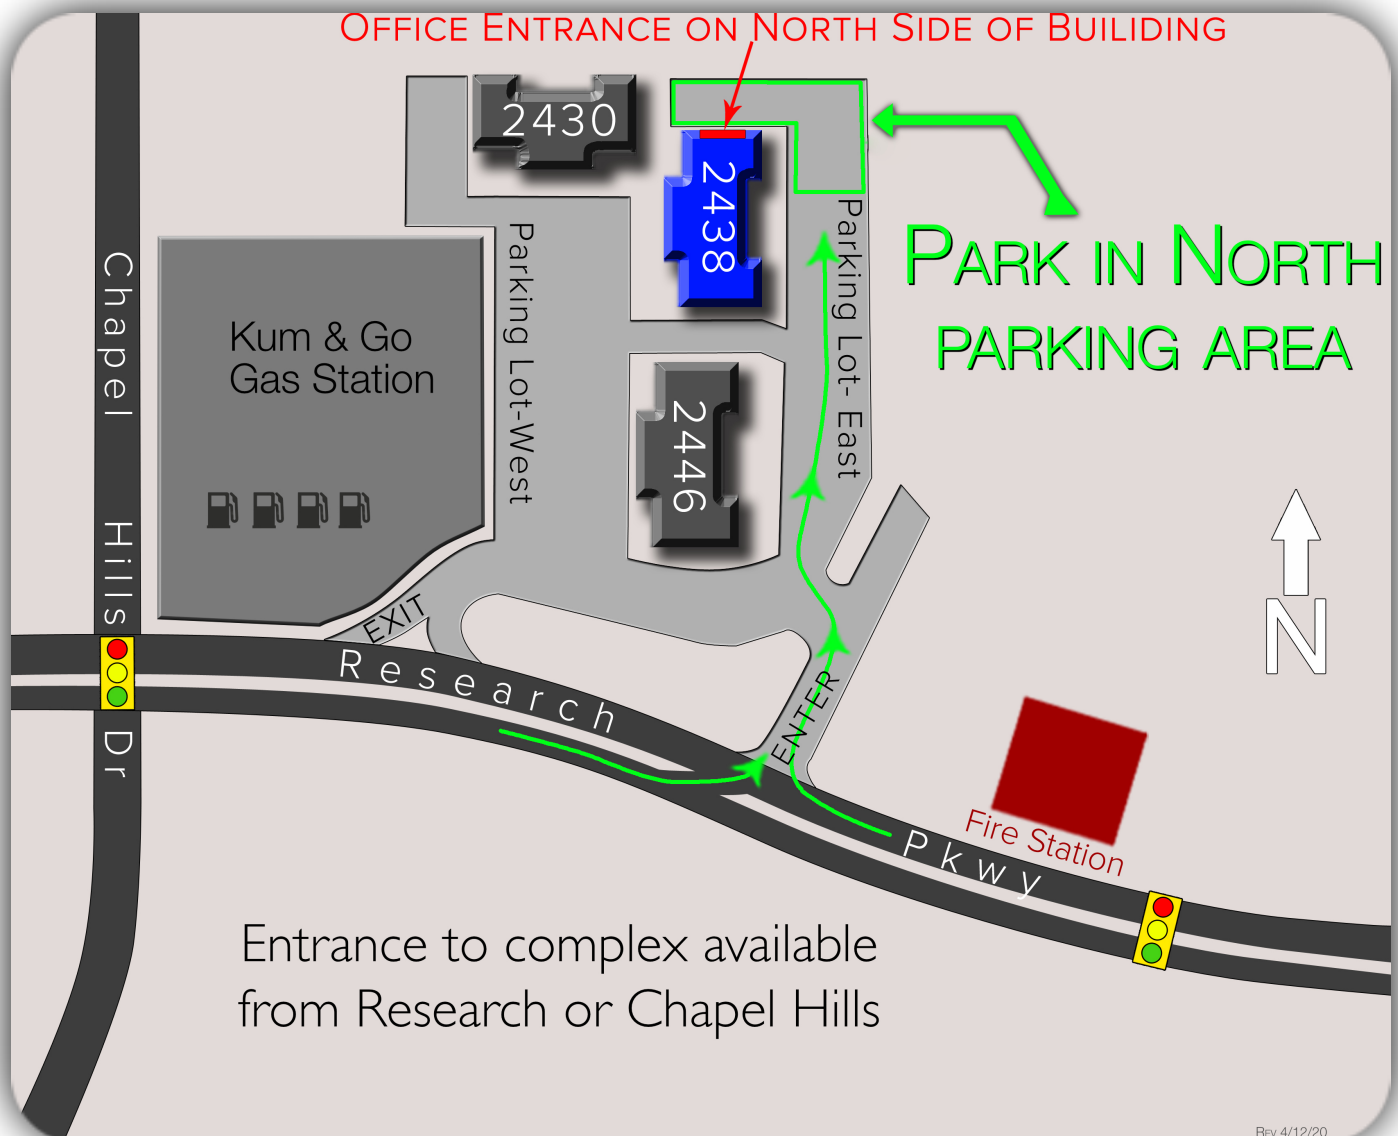 OFFICE ENTRANCE ON NORTH SIDE OF BUILIDING
2430
2438
PARK IN NORTH
PARKING AREA
Parking Lot- East
Parking Lot-West
Chapel Hills Dr
Kum & Go
Gas Station
2446
N
EXIT
ENTER
Research Pkwy
Fire Station
Entrance to complex available
from Research or Chapel Hills
REV 4/12/20